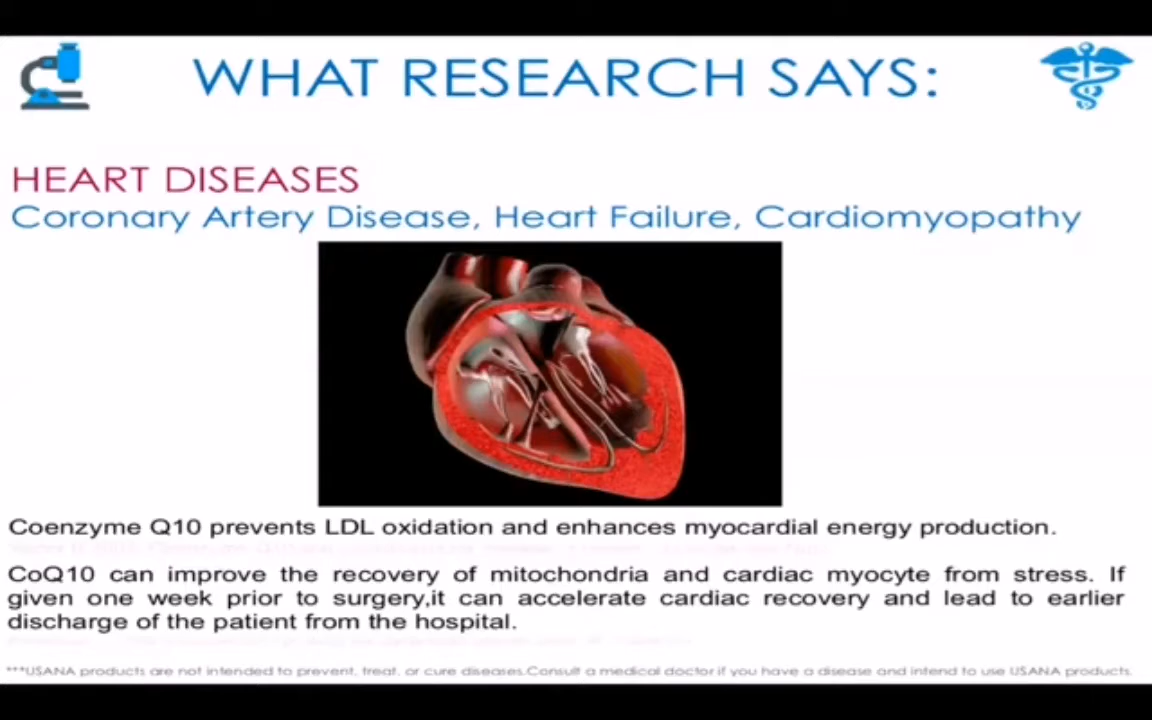 WHAT RESEARCH SAYS:
HEART DISEASES
Coronary Artery Disease, Heart Failure, Cardiomyopathy
Coenzyme Q10 prevents LDL oxidation and enhances myocardial energy production.
CoQ10 can improve the recovery of mitochondria and cardiac myocyte from stress. If
given one week prior to surgery,it can accelerate cardiac recovery and lead to earlier
discharge of the patient from the hospital.
***USANA products are not intended to prevent, treat, or cure diseases.Consult a medical doctor if you have a disease and intend to use USANA products.